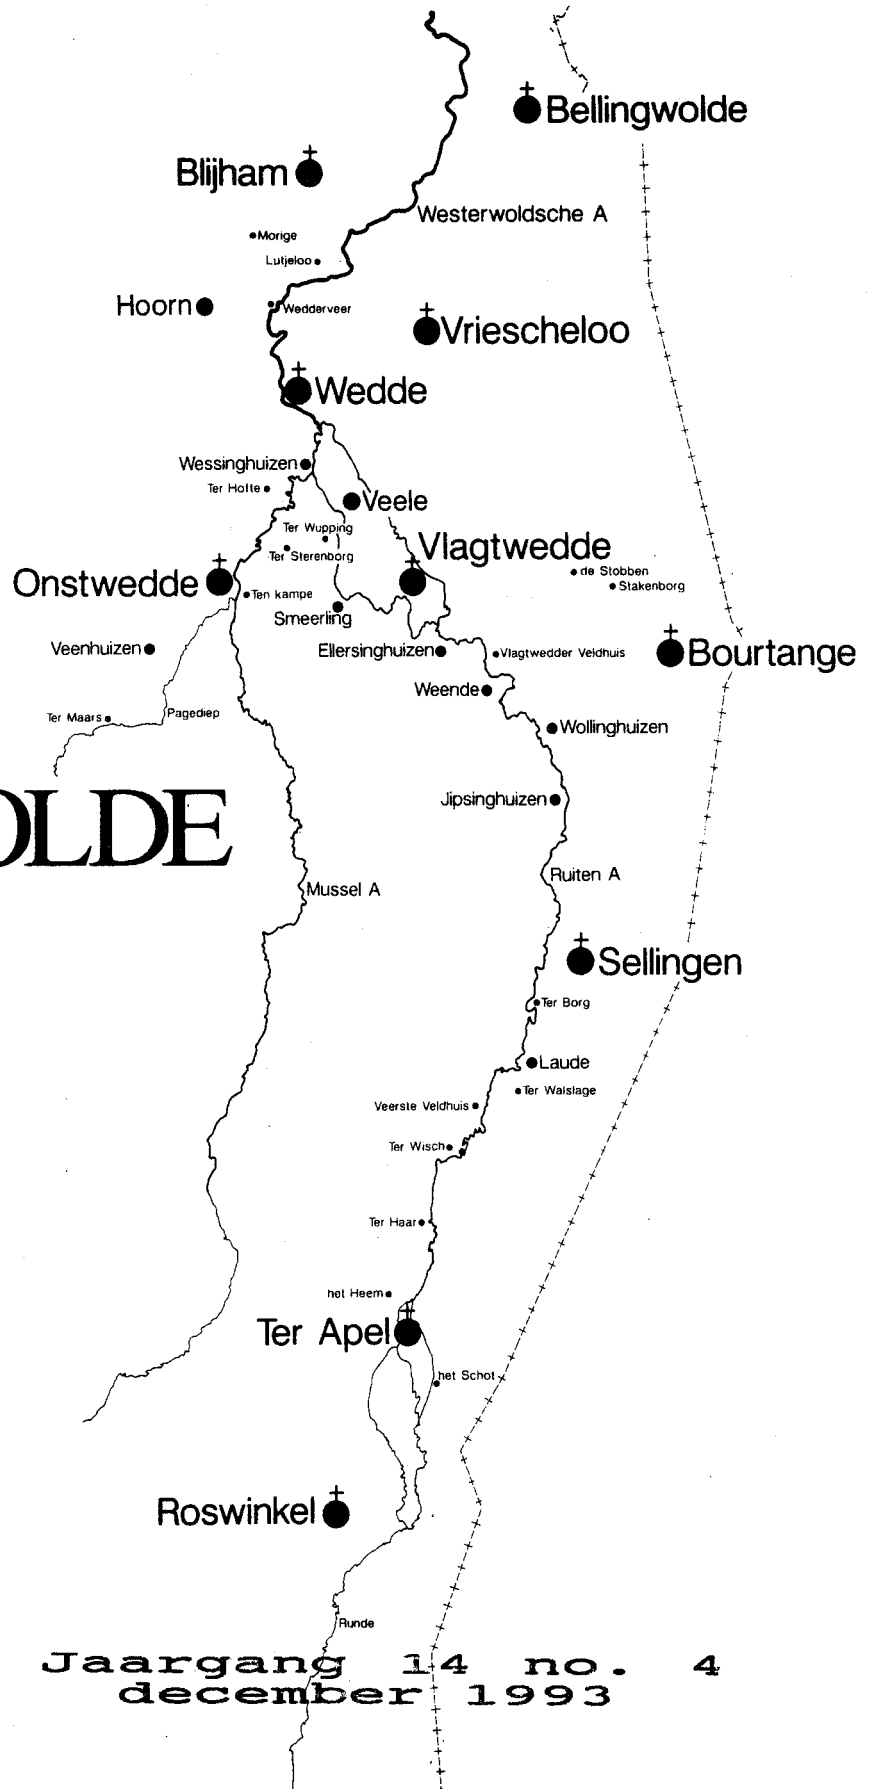 Bellingwolde
Blijham
Westerwoldsche A
Morige
Lutjeloo
Hoorn
Wedderveer
Vriescheloo
Wedde
Wessinghuizen
Ter Hofte
Veele
Ter Wupping
Vlagtwedde
Ter Sterenborg
de Stobben
Onstwedde
Stakenborg
Ten kampe
Smeerling
Veenhuizen
Ellersinghuizen
Vlagtwedder Veldhuis
Bourtange
Weende
Ter Maars
Pagediep
Wollinghuizen
Jipsinghuizen
OLDE
Ruiten A
Mussel A
Sellingen
Ter Borg
Laude
Ter Walslage
Veerste Veldhuis
Ter Wisch
Ter Haar
het Heem
Ter Apel
het Schot
Roswinkel
Runde
Jaargang 14 no. 4
december 1993